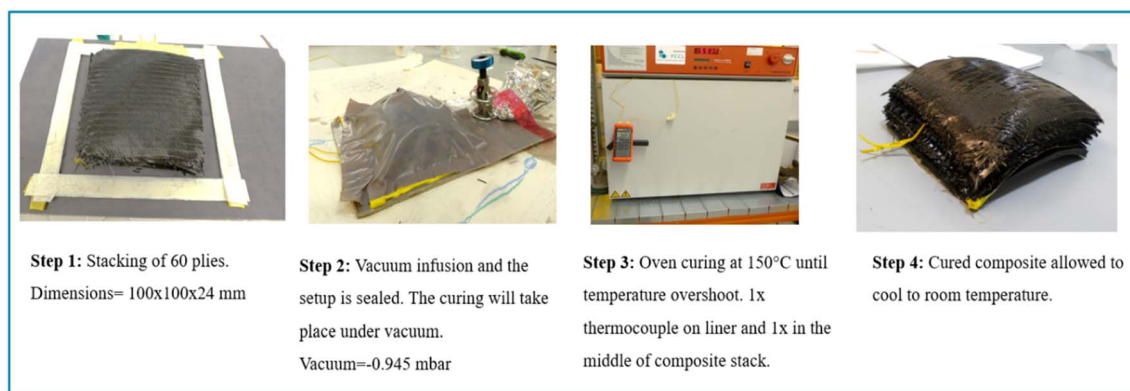 Step 1: Stacking of 60 plies.
Dimensions= 100x100x24 mm
Step 2: Vacuum infusion and the
setup is sealed. The curing will take
place under vacuum.
Vacuum=-0.945 mbar
Step 3: Oven curing at 150°C until
temperature overshoot. 1x
thermocouple on liner and 1x in the
middle of composite stack.
Step 4: Cured composite allowed to
cool to room temperature.